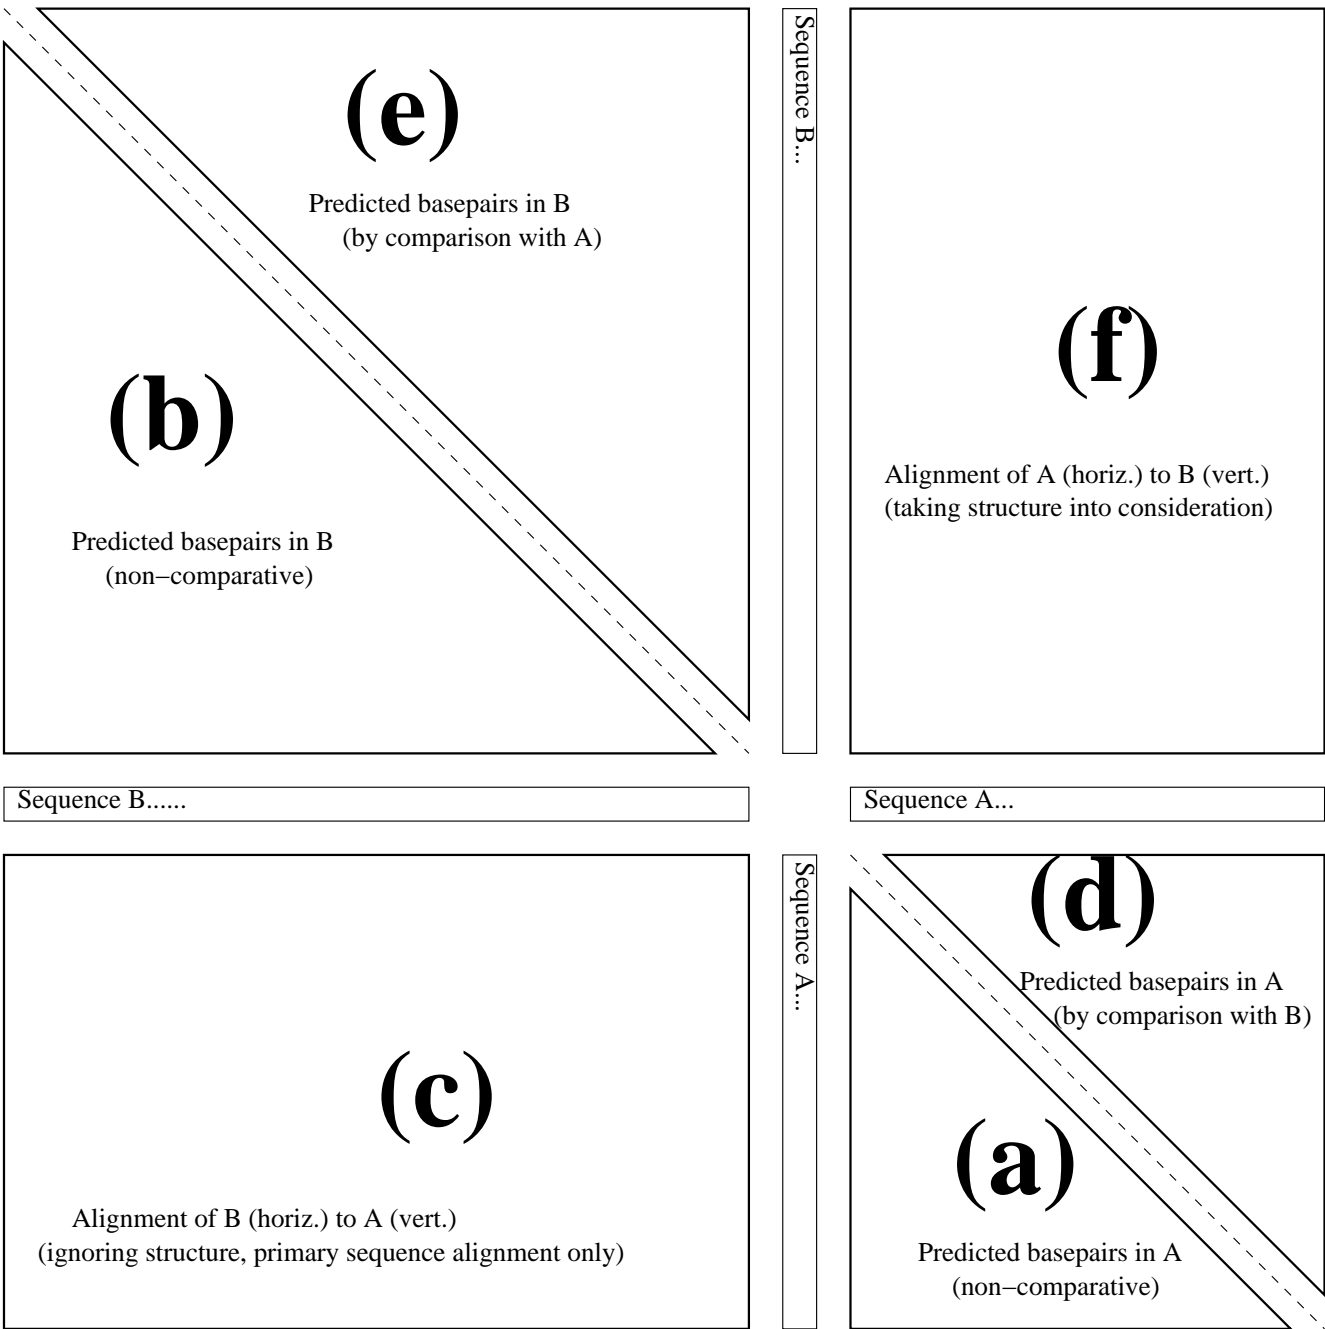 (e)
Predicted basepairs in B
(by comparison with A)
(b)
Predicted basepairs in B
(non−comparative)
Sequence B...
(f)
Alignment of A (horiz.) to B (vert.)
(taking structure into consideration)
Sequence B......
Sequence A...
(c)
Alignment of B (horiz.) to A (vert.)
(ignoring structure, primary sequence alignment only)
Sequence A...
(d)
Predicted basepairs in A
(by comparison with B)
(a)
Predicted basepairs in A
(non−comparative)